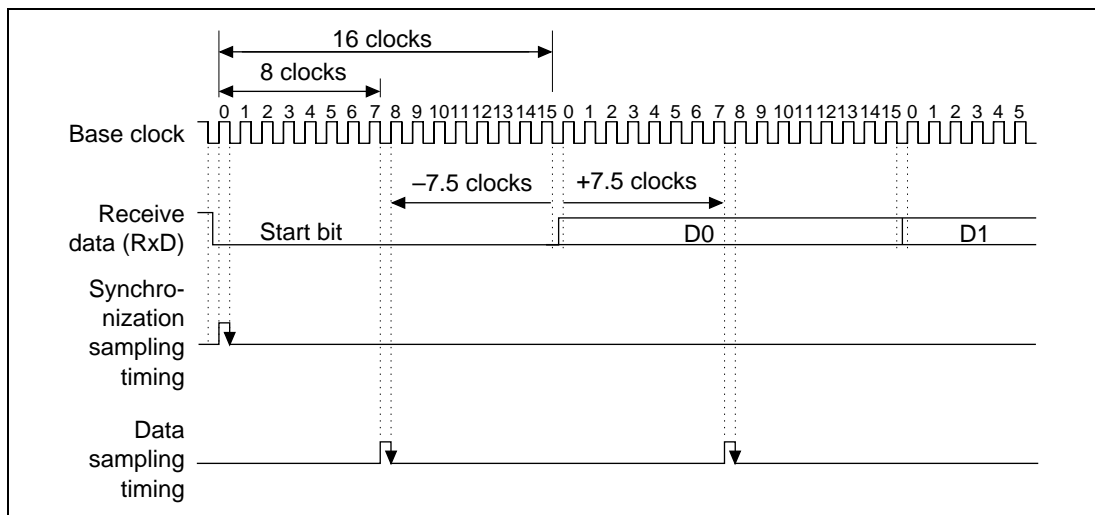 16 clocks
8 clocks
0 1 2 3 4 5 6 7 8 9 10 11 12 13 14 15 0 1 2 3 4 5 6 7 8 9 10 11 12 13 14 15 0 1 2 3 4 5
Base clock
–7.5 clocks +7.5 clocks
Receive
data (RxD)
Start bit D0 D1
Synchro-
nization
sampling
timing
Data
sampling
timing